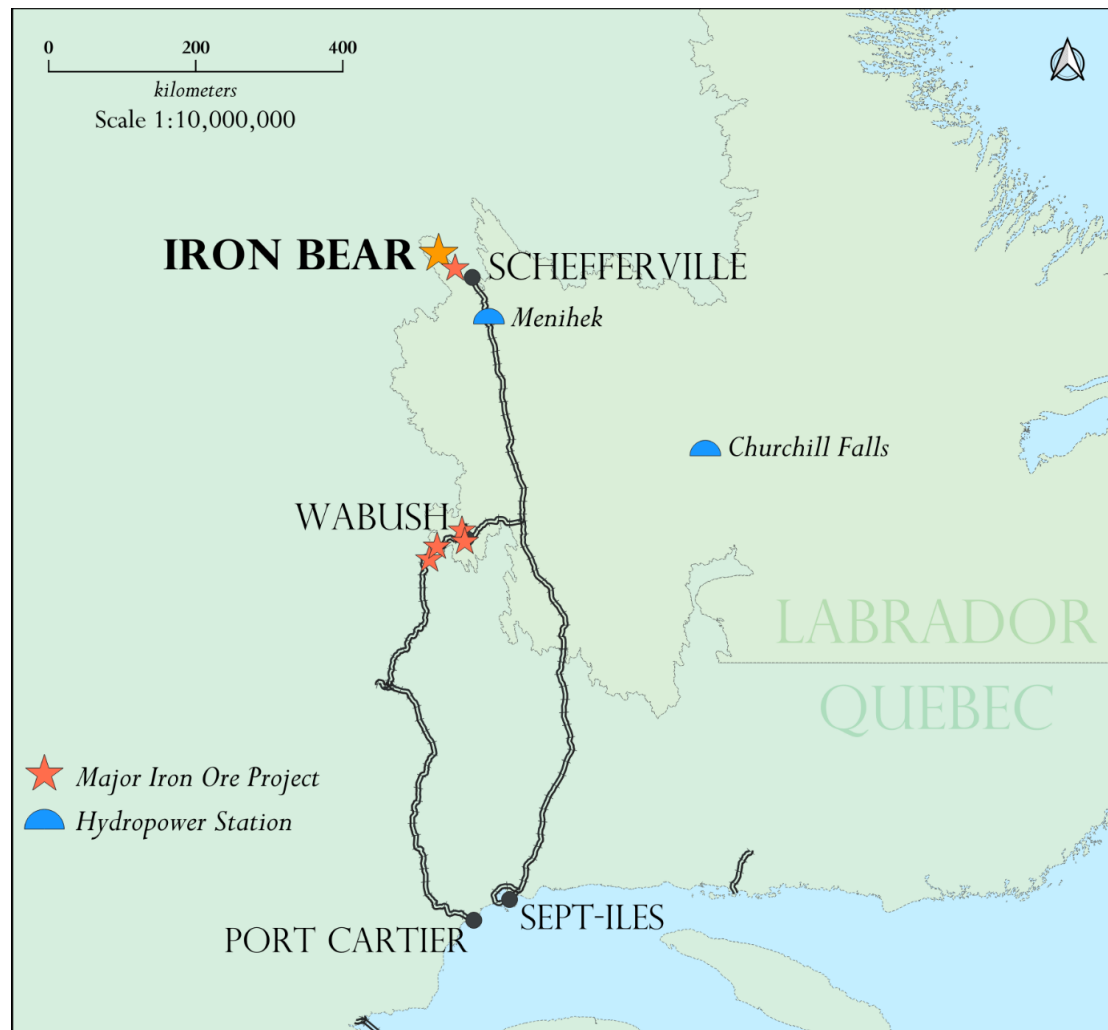 0 200 400
kilometers
Scale 1:10,000,000
IRON BEAR
SCHEFFERVILLE
Menihek
Churchill Falls
WABUSH
LABRADOR
QUEBEC
Major Iron Ore Project
Hydropower Station
SEPT-ILES
PORT CARTIER